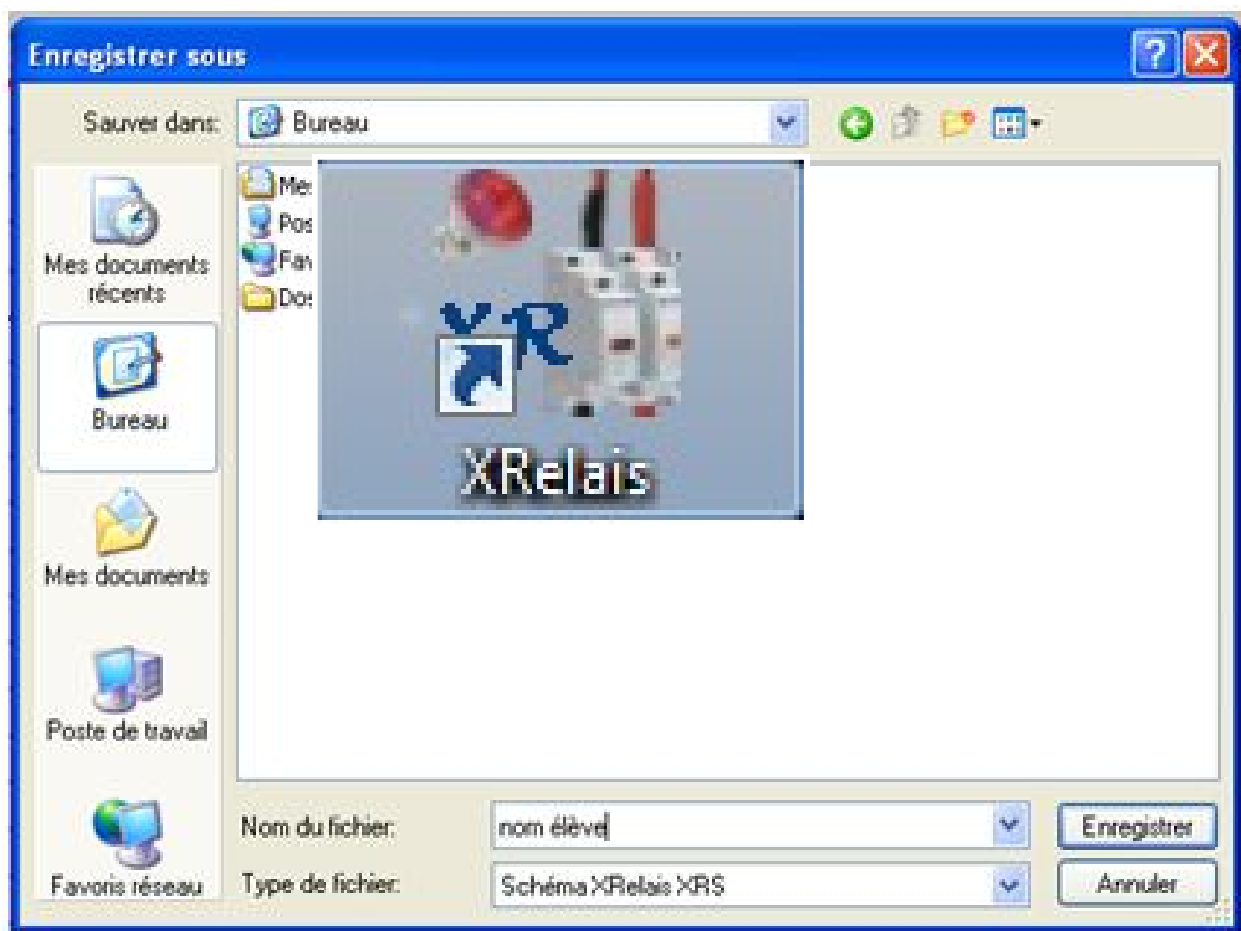 Enregistrer sous
Sauver dans:
Bureau
Mes documents
récents
Bureau
Mes documents
Poste de travail
Favoris réseau
XR
XRelais
Nom du fichier:
nom élève
Enregistrer
Type de fichier:
Schéma XRelais XRS
Annuler